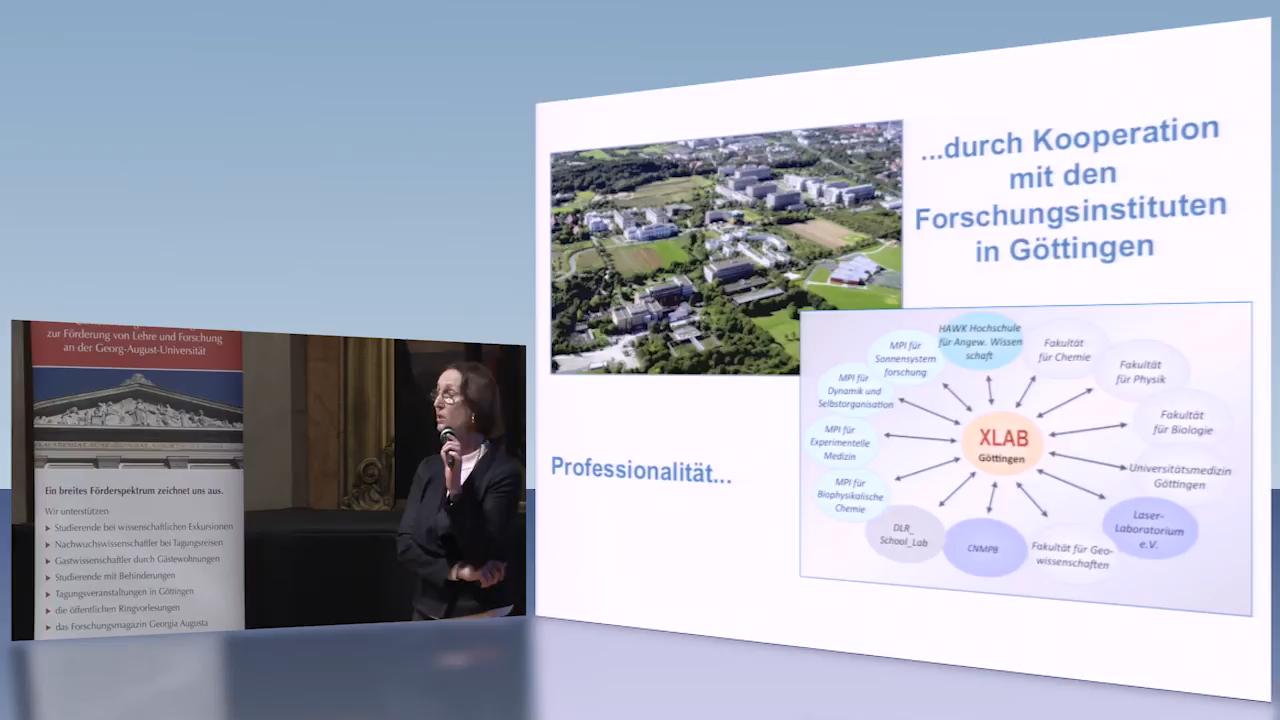 zur Förderung von Lehre und Forschung
an der Georg-August-Universität
Ein breites Förderspektrum zeichnet uns aus.
Wir unterstützen
Studierende bei wissenschaftlichen Exkursionen
Nachwuchswissenschaftler bei Tagungsreisen
Gastwissenschaftler durch Gästewohnungen
Studierende mit Behinderungen
Tagungsveranstaltungen in Göttingen
die öffentlichen Ringvorlesungen
das Forschungsmagazin Georgia Augusta
...durch Kooperation
mit den
Forschungsinstituten
in Göttingen
Professionalität...
HAWK Hochschule
für Angew. Wissen
schaft
Fakultät
für Chemie
Fakultät
für Physik
Fakultät
für Biologie
Universitätsmedizin
Göttingen
Laser-
Laboratorium
e.V.
Fakultät für Geo-
wissenschaften
CNMPB
DLR_
School_Lab
MPI für
Biophysikalische
Chemie
MPI für
Experimentelle
Medizin
MPI für
Dynamik und
Selbstorganisation
MPI für
Sonnensystem
forschung
XLAB
Göttingen